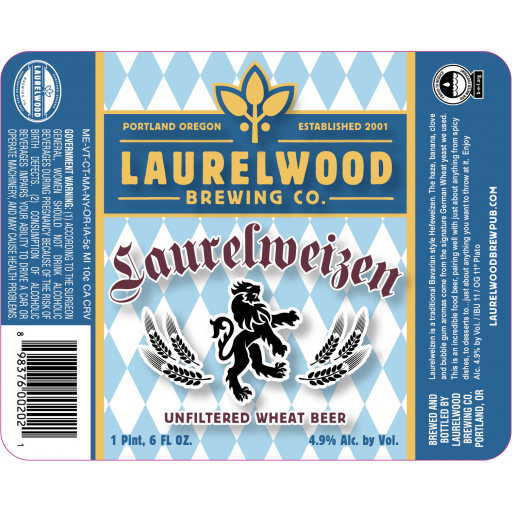 PORTLAND OREGON
ESTABLISHED 2001
LAURELWOOD
BREWING CO.
Laurelweizen
UNFILTERED WHEAT BEER
1 Pint, 6 FL OZ.
4.9% Alc. by Vol.
LAURELWOOD
ME-VT-CT-MA-NY-OR-IA-5¢ MI 10¢ CA CRV
GOVERNMENT WARNING: (1) ACCORDING TO THE SURGEON
GENERAL, WOMEN SHOULD NOT DRINK ALCOHOLIC
BEVERAGES DURING PREGNANCY BECAUSE OF THE RISK OF
BIRTH DEFECTS. (2) CONSUMPTION OF ALCOHOLIC
BEVERAGES IMPAIRS YOUR ABILITY TO DRIVE A CAR OR
OPERATE MACHINERY, AND MAY CAUSE HEALTH PROBLEMS.
8 98376 00202 1
Laurelweizen is a traditional Bavarian style Hefeweizen. The haze, banana, clove
and bubble gum aromas come from the signature German Wheat yeast we used.
This is an incredible food beer, pairing well with just about anything from spicy
dishes, to desserts to... just about anything you want to throw at it. Enjoy
Alc. 4.9% by Vol. / IBU 11 / OG 11° Plato
BREWED AND
BOTTLED BY
LAURELWOOD
BREWING CO.
PORTLAND, OR
LAURELWOODBREWPUB.COM